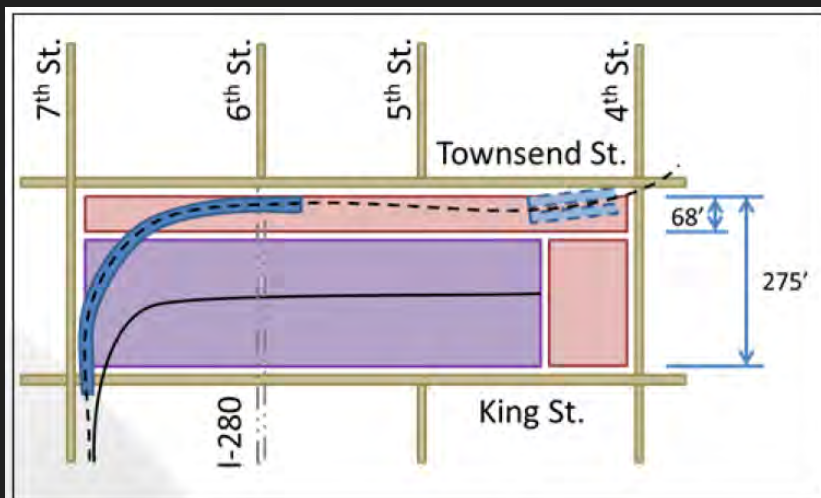 7th St.
6th St.
5th St.
4th St.
Townsend St.
68’
275’
King St.
I-280